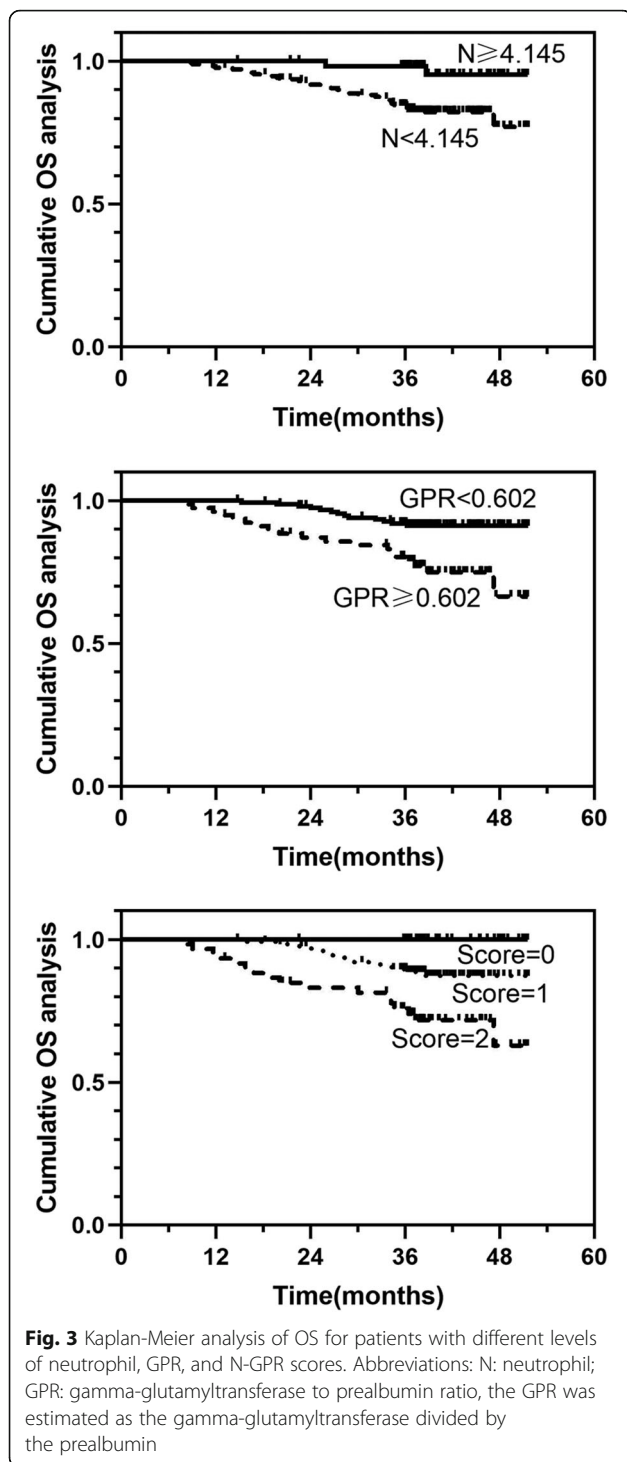 Cumulative OS analysis
1.0
0.5
0.0
N≥4.145
N<4.145
0 12 24 36 48 60
Time(months)
Cumulative OS analysis
1.0
0.5
0.0
GPR<0.602
GPR≥0.602
0 12 24 36 48 60
Time(months)
Cumulative OS analysis
1.0
0.5
0.0
Score=0
Score=1
Score=2
0 12 24 36 48 60
Time(months)
Fig. 3 Kaplan-Meier analysis of OS for patients with different levels
of neutrophil, GPR, and N-GPR scores. Abbreviations: N: neutrophil;
GPR: gamma-glutamyltransferase to prealbumin ratio, the GPR was
estimated as the gamma-glutamyltransferase divided by
the prealbumin